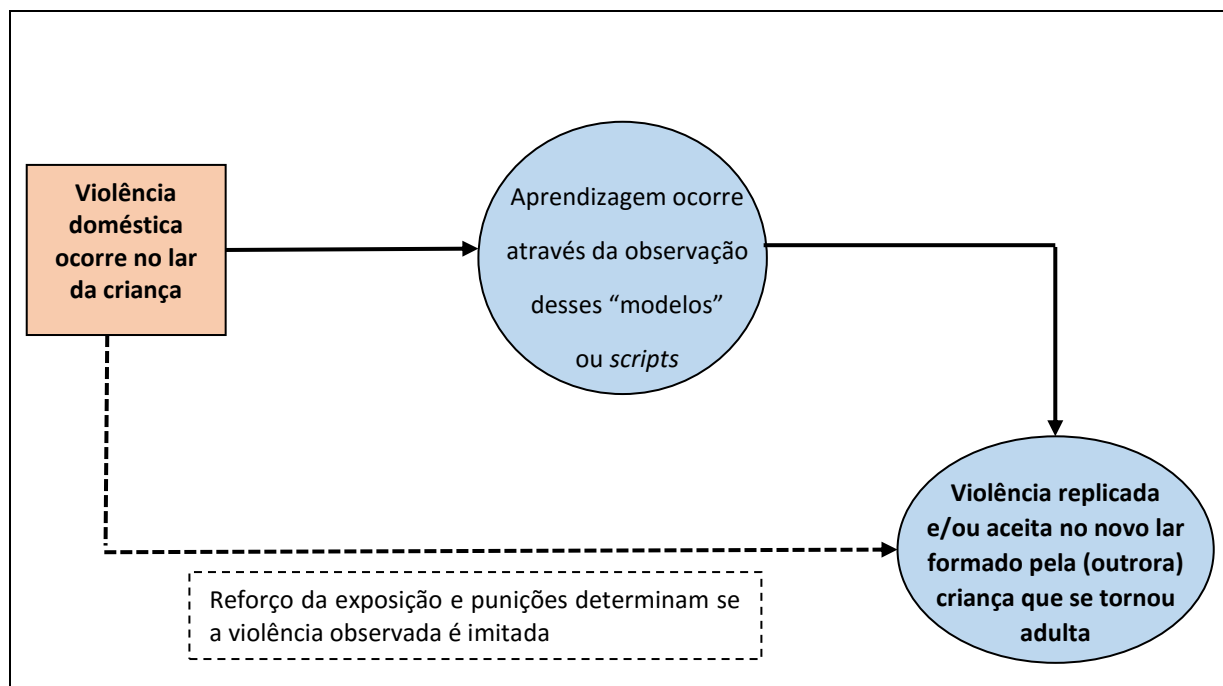 Violência
doméstica
ocorre no lar
da criança
Aprendizagem ocorre
através da observação
desses “modelos”
ou scripts
Violência replicada
e/ou aceita no novo lar
formado pela (outrora)
criança que se tornou
adulta
Reforço da exposição e punições determinam se
a violência observada é imitada